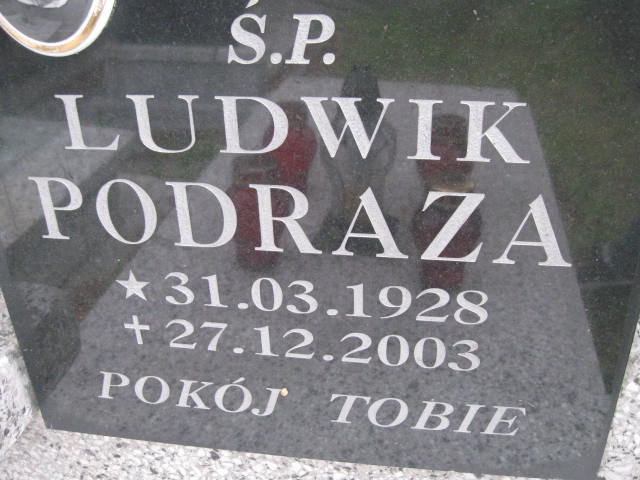 Ś.P.
LUDWIK
PODRAZA
★ 31.03.1928
✝ 27.12.2003
POKÓJ TOBIE